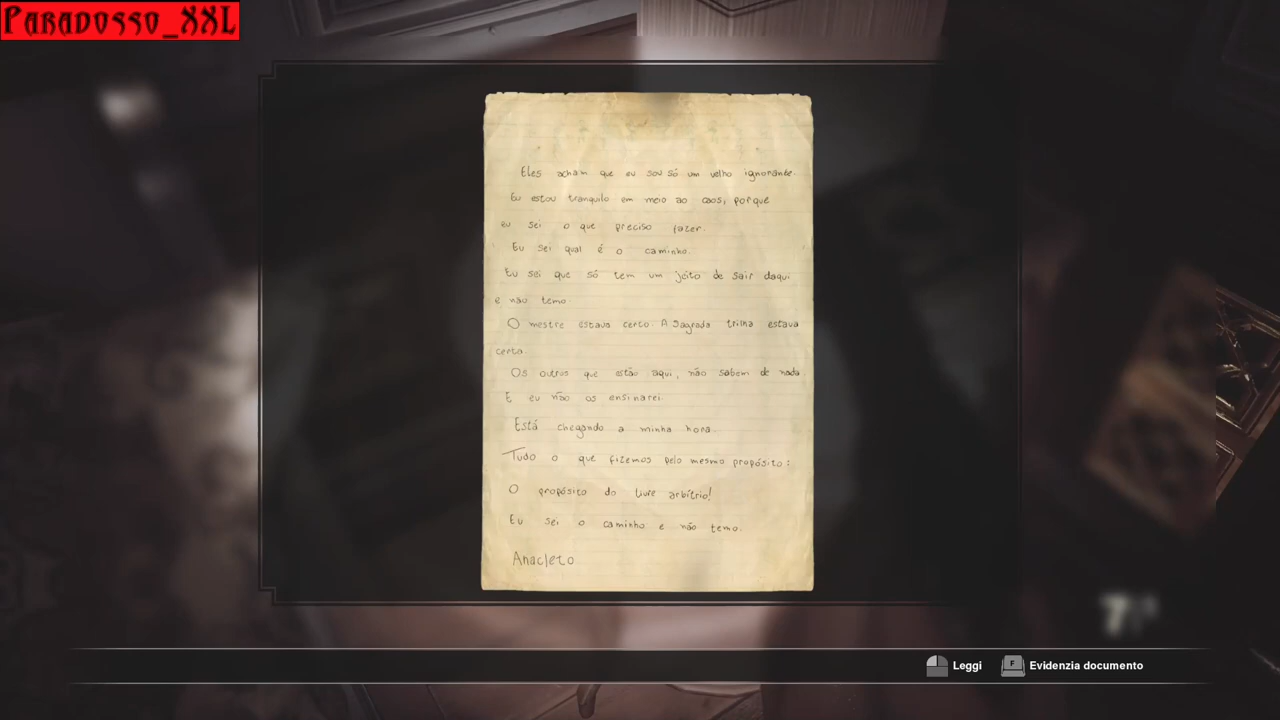 Paradosso_XXL
Eles acham que eu sou só um velho ignorante.
Eu estou tranquilo em meio ao caos, porque
eu sei o que preciso fazer.
Eu sei qual é o caminho.
Eu sei que só tem um jeito de sair daqui
e não temo.
O mestre estava certo. A Sagrada trilha estava
certa.
Os outros que estão aqui, não sabem de nada
E eu não os ensinarei.
Está chegando a minha hora.
Tudo o que fizemos pelo mesmo propósito:
O propósito do livre arbítrio!
Eu sei o caminho e não temo.
Anacleto
Leggi
F
Evidenzia documento